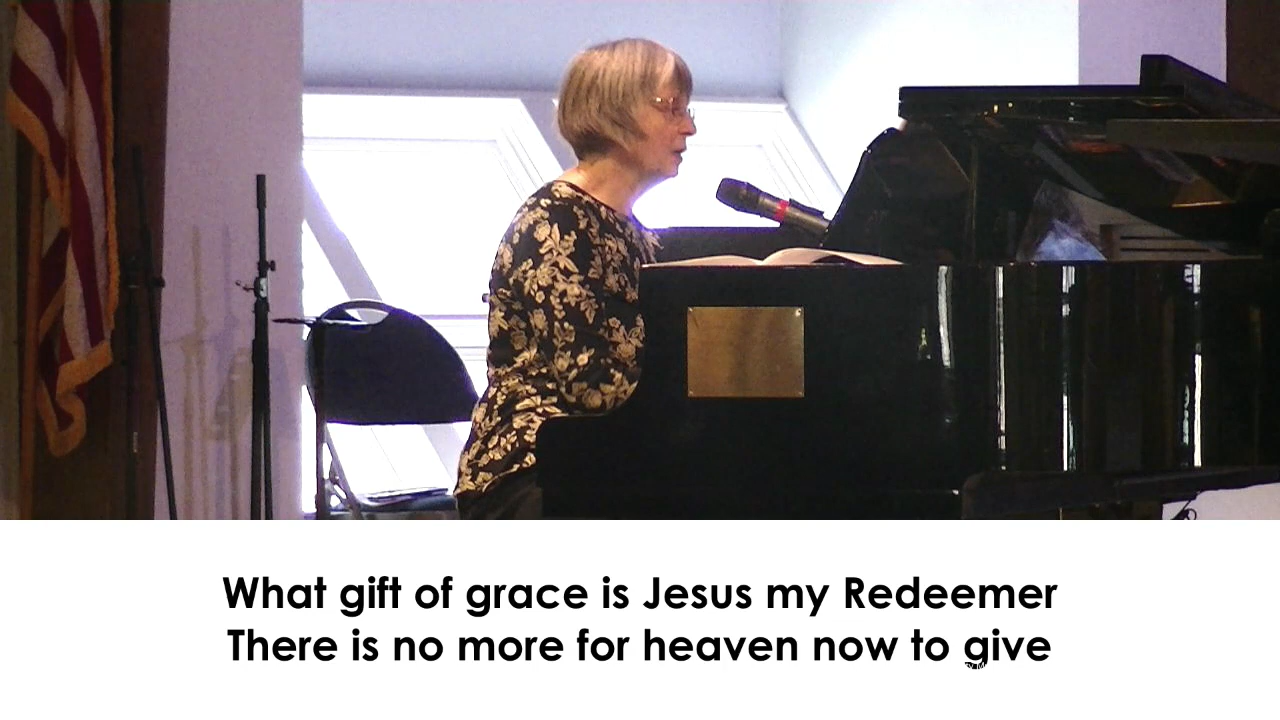 What gift of grace is Jesus my Redeemer
There is no more for heaven now to give